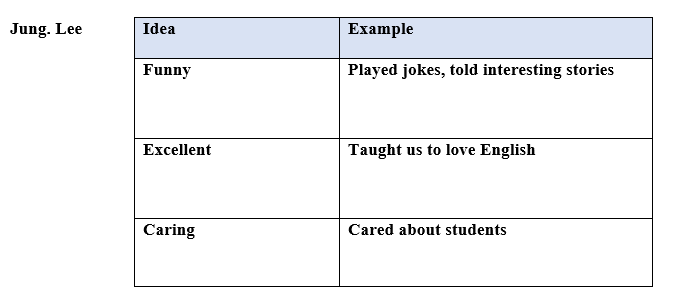 Jung. Lee
Idea Example
Funny Played jokes, told interesting stories
Excellent Taught us to love English
Caring Cared about students